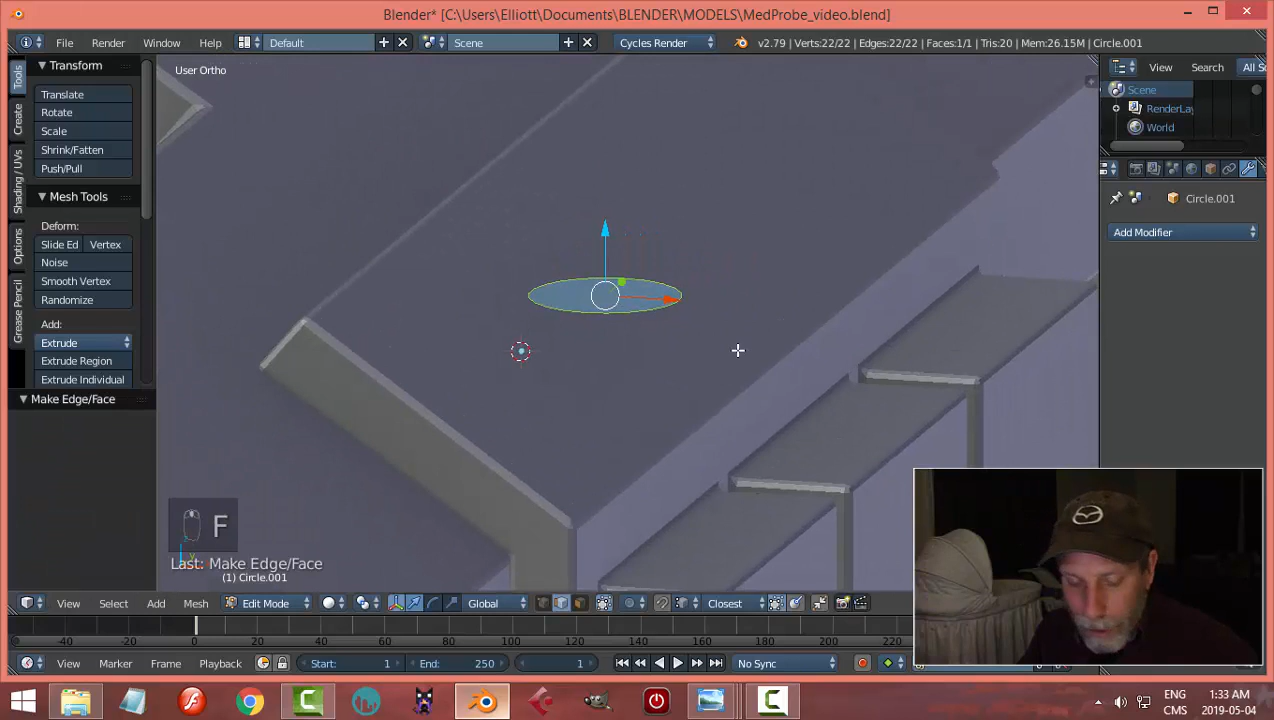 Blender* [C:\Users\Elliott\Documents\BLENDER\MODELS\MedProbe_video.blend]
File Render Window Help Default Scene Cycles Render v2.79 | Verts:22/22 | Edges:22/22 | Faces:1/1 | Tris:20 | Mem:26.15M | Circle.001
Tools
Create
Shading / UVs
Options
Grease Pencil
Transform
Translate
Rotate
Scale
Shrink/Fatten
Push/Pull
Mesh Tools
Deform:
Slide Ed Vertex
Noise
Smooth Vertex
Randomize
Add:
Extrude
Extrude Region
Extrude Individual
Make Edge/Face
User Ortho
F
Last: Make Edge/Face
(1) Circle.001
View Search All S
Scene
RenderLay
World
Circle.001
Add Modifier
View Select Add Mesh Edit Mode Global Closest
-40 -20 0 20 40 60 80 100 120 140 160 180 200 220
View Marker Frame Playback Start: 1 End: 250 1 No Sync
ENG 1:33 AM
CMS 2019-05-04